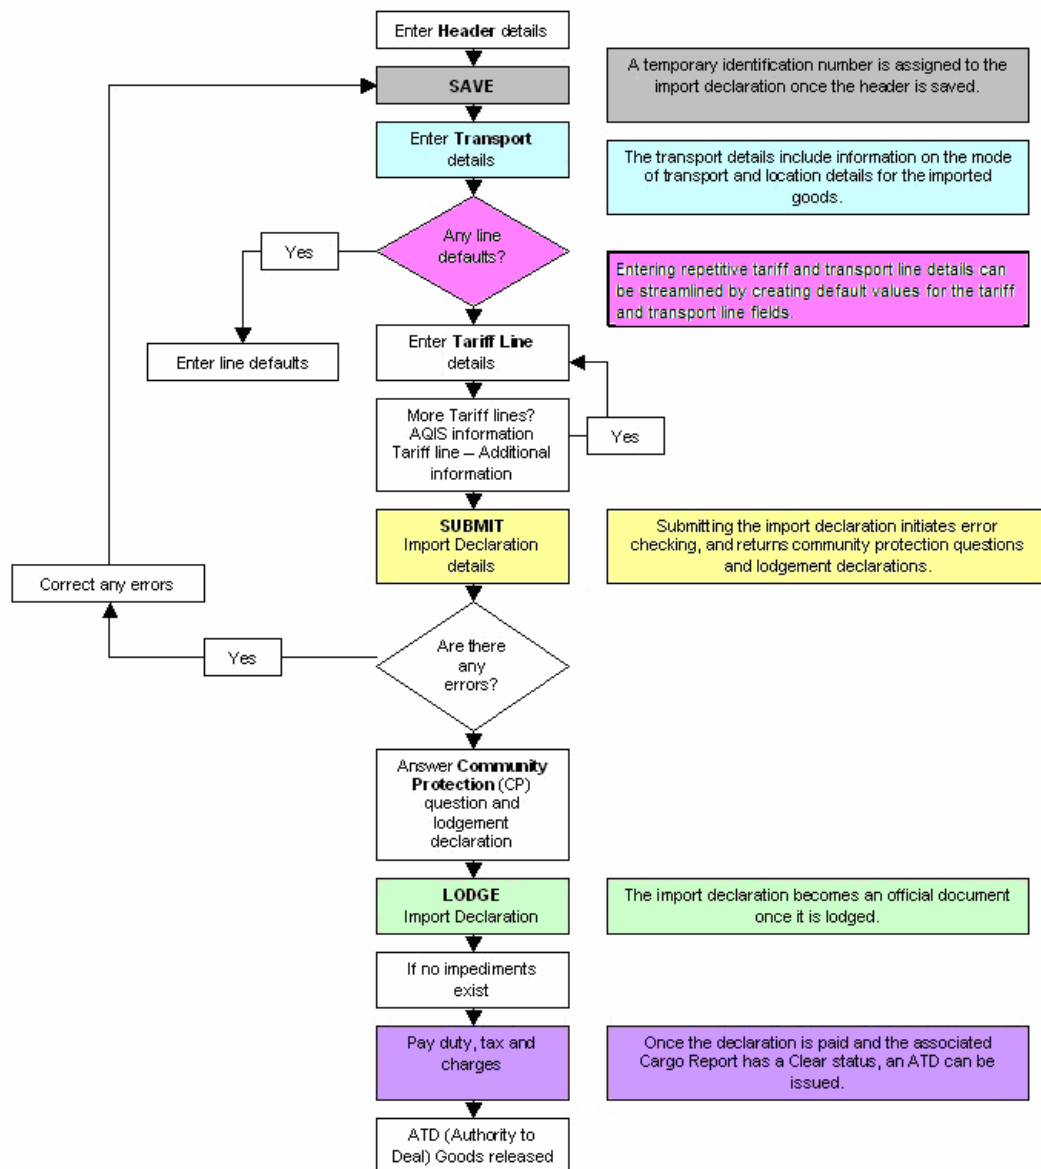 Enter Header details
SAVE
A temporary identification number is assigned to the
import declaration once the header is saved.
Enter Transport
details
The transport details include information on the mode
of transport and location details for the imported
goods.
Any line
defaults?
Yes
Entering repetitive tariff and transport line details can
be streamlined by creating default values for the tariff
and transport line fields.
Enter line defaults
Enter Tariff Line
details
More Tariff lines?
AQIS information
Tariff line – Additional
information
Yes
SUBMIT
Import Declaration
details
Submitting the import declaration initiates error
checking, and returns community protection questions
and lodgement declarations.
Correct any errors
Yes
Are there
any
errors?
Answer Community
Protection (CP)
question and
lodgement
declaration
LODGE
Import Declaration
The import declaration becomes an official document
once it is lodged.
If no impediments
exist
Pay duty, tax and
charges
Once the declaration is paid and the associated
Cargo Report has a Clear status, an ATD can be
issued.
ATD (Authority to
Deal) Goods released